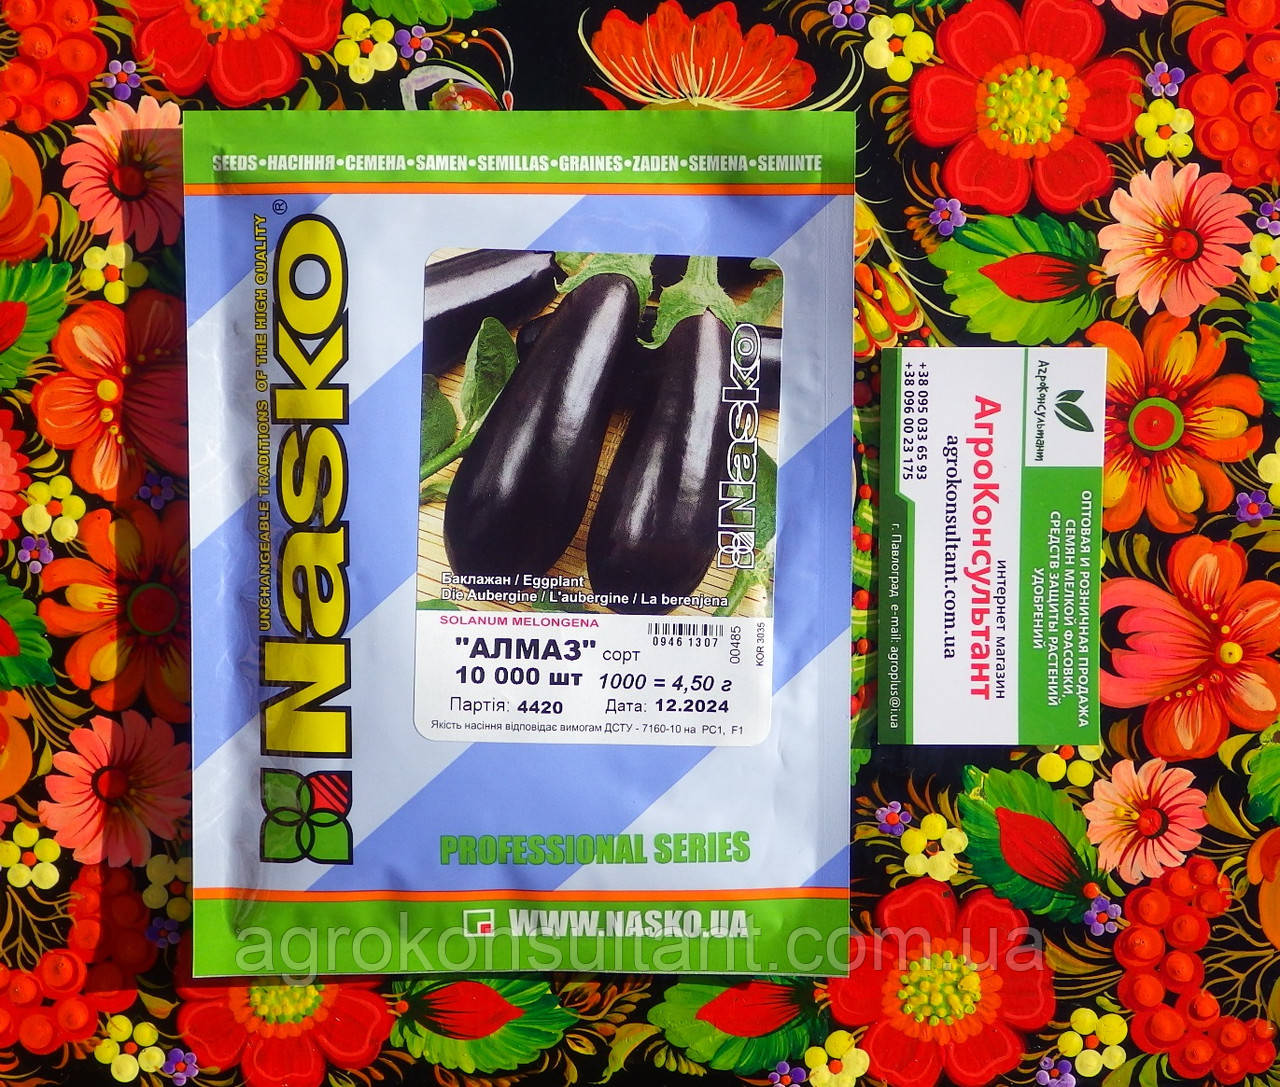 SEEDS•НАСІННЯ•СЕМЕНА•SAMEN•SEMILLAS•GRAINES•ZADEN•SEMENA•SEMINTE
UNCHANGEABLE TRADITIONS OF THE HIGH QUALITY
Nasko®
Nasko
Баклажан / Eggplant
Die Aubergine / L'aubergine / La berenjena
SOLANUM MELONGENA
"АЛМАЗ" сорт
0946 1307
00485
KOR 3035
10 000 шт 1000 = 4,50 г
Партія: 4420 Дата: 12.2024
Якість насіння відповідає вимогам ДСТУ - 7160-10 на РС1, F1
PROFESSIONAL SERIES
WWW.NASKO.UA
АгроКонсультант
ОПТОВАЯ И РОЗНИЧНАЯ ПРОДАЖА
СЕМЯН МЕЛКОЙ ФАСОВКИ,
СРЕДСТВ ЗАЩИТЫ РАСТЕНИЙ
УДОБРЕНИЙ
интернет магазин
АгроКонсультант
agrokonsultant.com.ua
+38 095 033 65 93
+38 096 00 23 175
г. Павлоград e-mail: agroplus@i.ua
agrokonsultant.com.ua